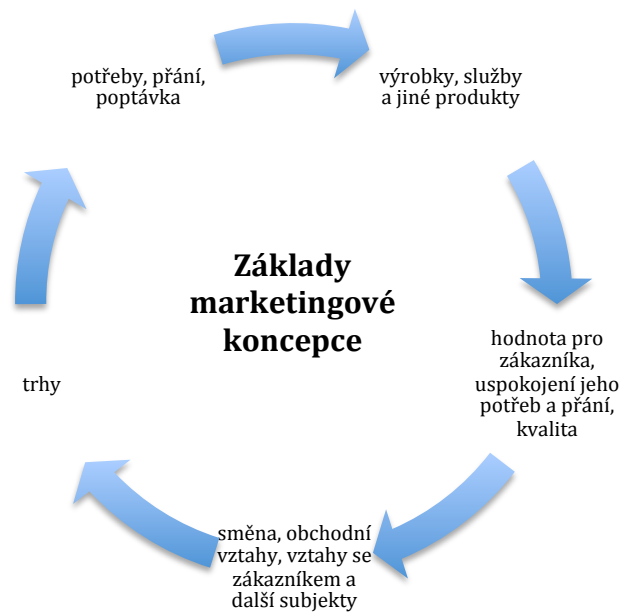 potřeby, přání,
poptávka
výrobky, služby
a jiné produkty
Základy
marketingové
koncepce
hodnota pro
zákazníka,
uspokojení jeho
potřeb a přání,
kvalita
trhy
směna, obchodní
vztahy, vztahy se
zákazníkem a
další subjekty